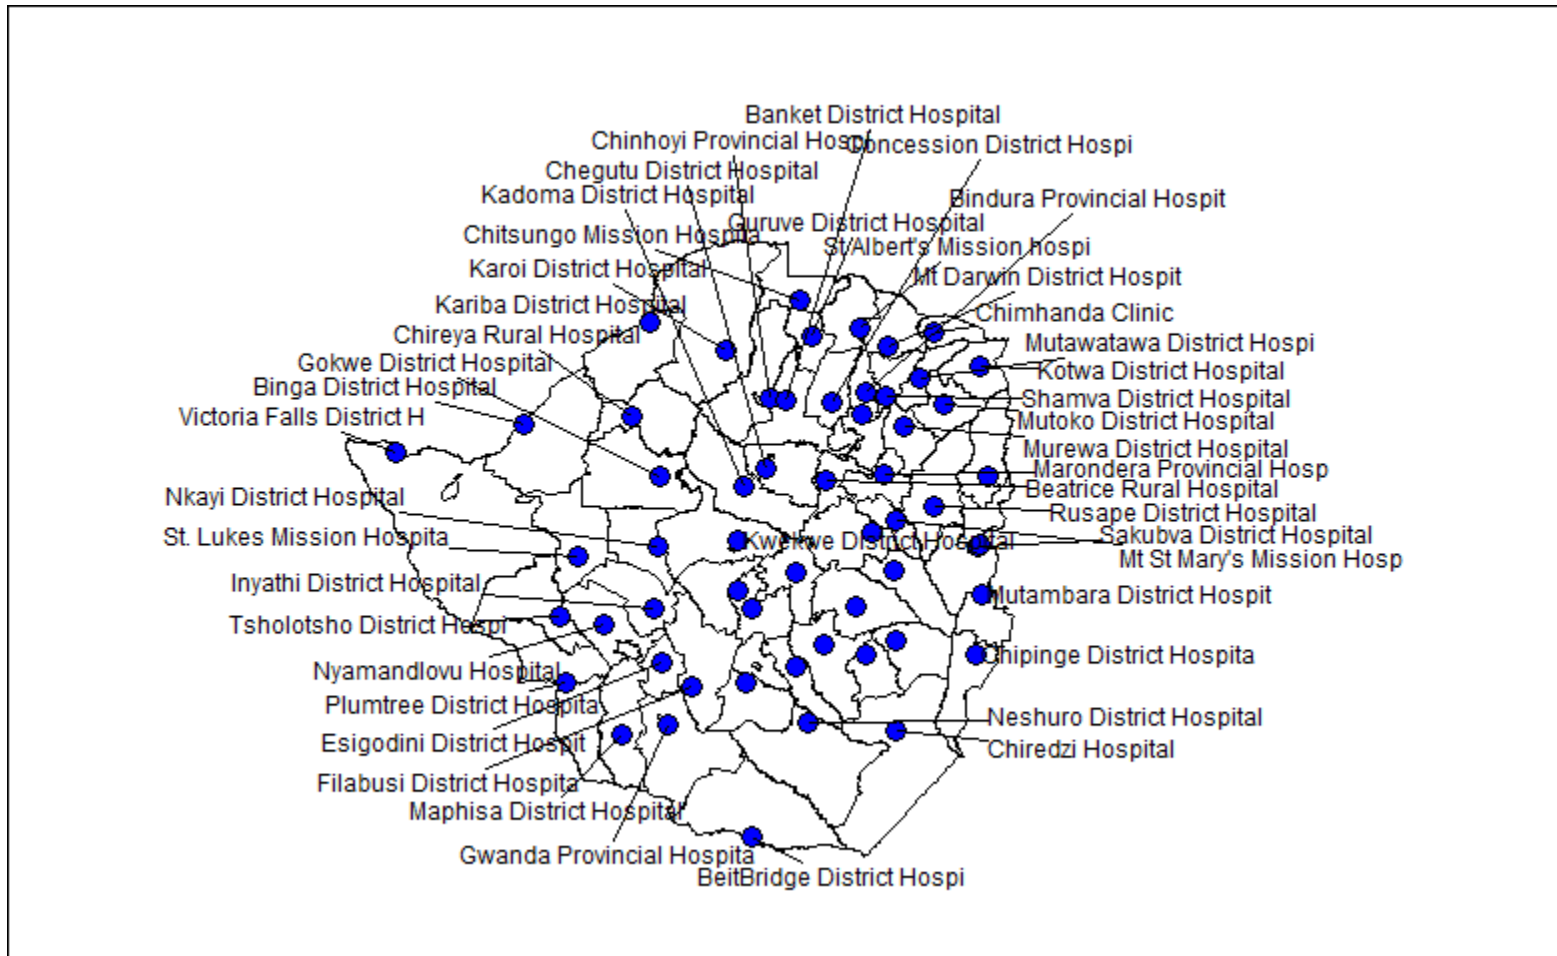 Banket District Hospital
Chinhoyi Provincial Hospi
Concession District Hospi
Chegutu District Hospital
Kadoma District Hospital
Bindura Provincial Hospit
Guruve District Hospital
Chitsungo Mission Hospita
St Albert's Mission hospi
Karoi District Hospital
Mt Darwin District Hospit
Kariba District Hospital
Chimhanda Clinic
Chireya Rural Hospital
Mutawatawa District Hospi
Gokwe District Hospital
Kotwa District Hospital
Binga District Hospital
Shamva District Hospital
Victoria Falls District H
Mutoko District Hospital
Murewa District Hospital
Marondera Provincial Hosp
Beatrice Rural Hospital
Nkayi District Hospital
Rusape District Hospital
St. Lukes Mission Hospita
Sakubva District Hospital
Kwekwe District Hospital
Mt St Mary's Mission Hosp
Inyathi District Hospital
Mutambara District Hospit
Tsholotsho District Hospi
Chipinge District Hospita
Nyamandlovu Hospital
Plumtree District Hospita
Neshuro District Hospital
Esigodini District Hospit
Chiredzi Hospital
Filabusi District Hospita
Maphisa District Hospital
Gwanda Provincial Hospita
BeitBridge District Hospi